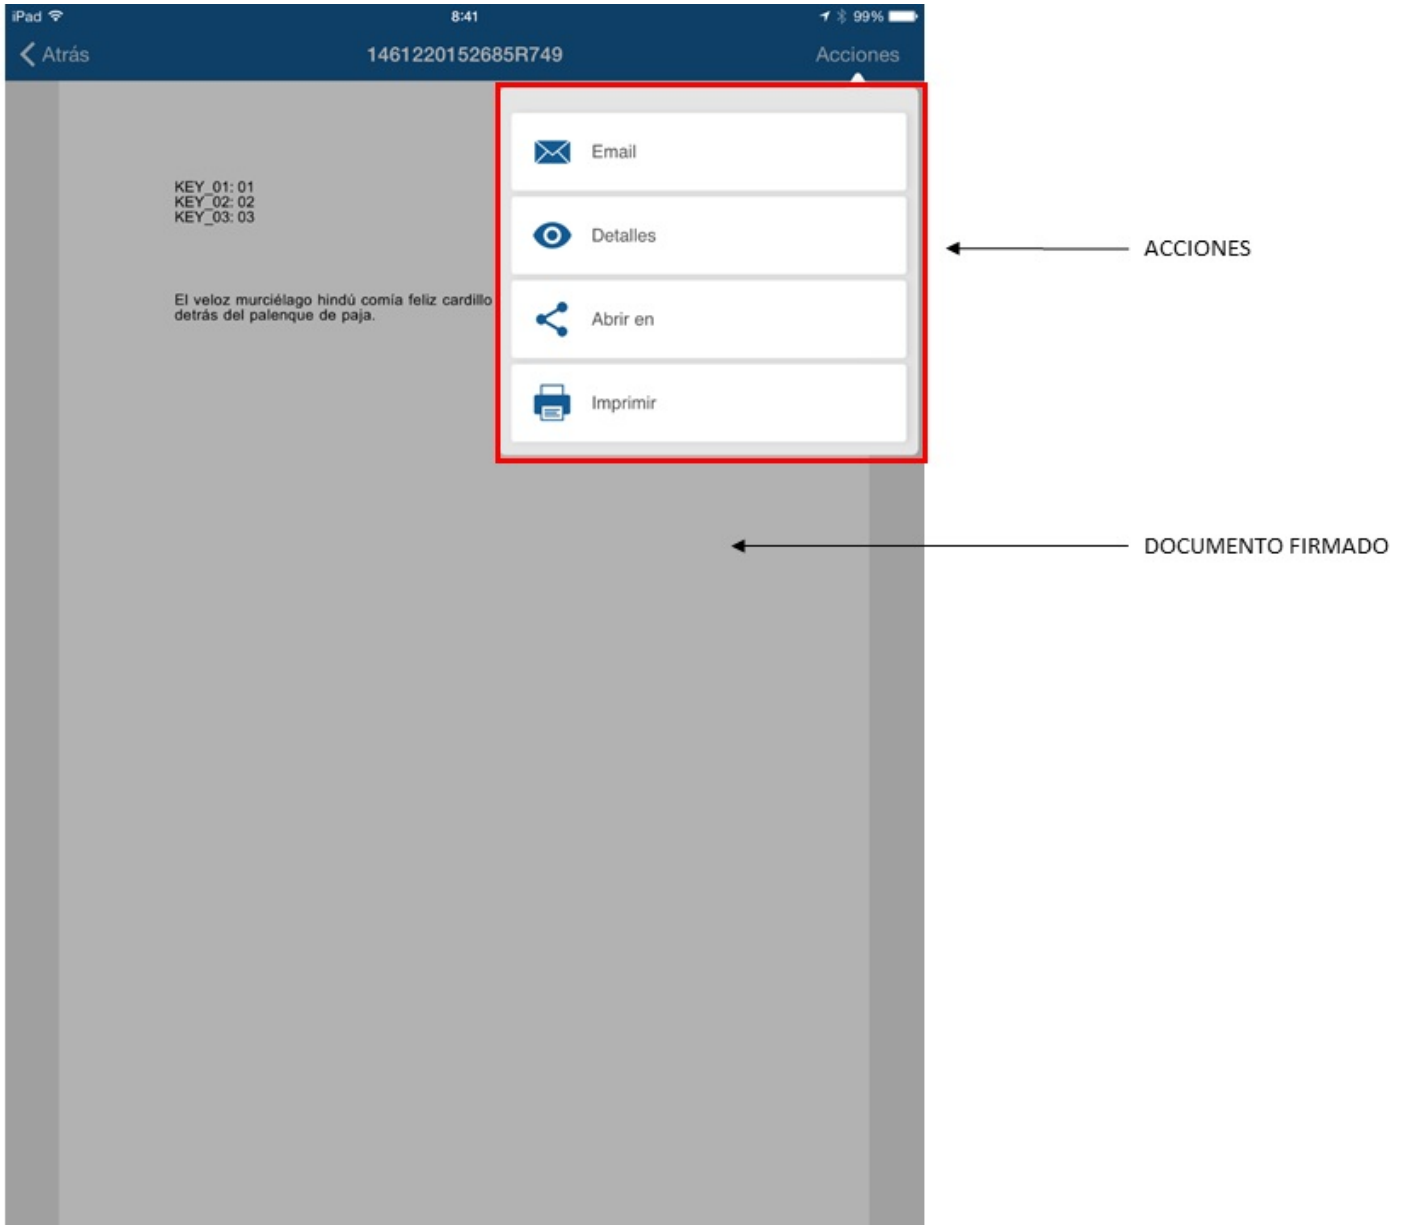 iPad 8:41 99%
Atrás 1461220152685R749 Acciones
Email
KEY_01: 01
KEY_02: 02
KEY_03: 03
Detalles
ACCIONES
El veloz murciélago hindú comía feliz cardillo
detrás del palenque de paja.
Abrir en
Imprimir
DOCUMENTO FIRMADO